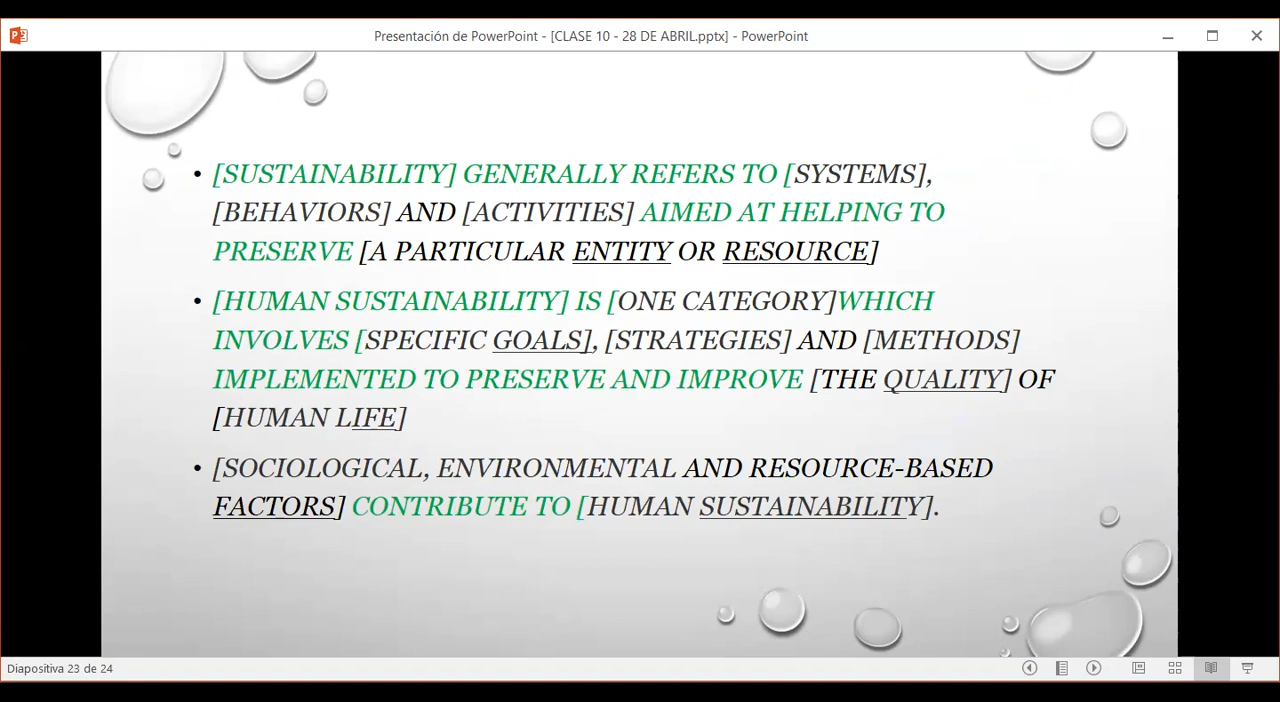 Presentación de PowerPoint - [CLASE 10 - 28 DE ABRIL.pptx] - PowerPoint
• [SUSTAINABILITY] GENERALLY REFERS TO [SYSTEMS],
[BEHAVIORS] AND [ACTIVITIES] AIMED AT HELPING TO
PRESERVE [A PARTICULAR ENTITY OR RESOURCE]
• [HUMAN SUSTAINABILITY] IS [ONE CATEGORY]WHICH
INVOLVES [SPECIFIC GOALS], [STRATEGIES] AND [METHODS]
IMPLEMENTED TO PRESERVE AND IMPROVE [THE QUALITY] OF
[HUMAN LIFE]
• [SOCIOLOGICAL, ENVIRONMENTAL AND RESOURCE-BASED
FACTORS] CONTRIBUTE TO [HUMAN SUSTAINABILITY].
Diapositiva 23 de 24